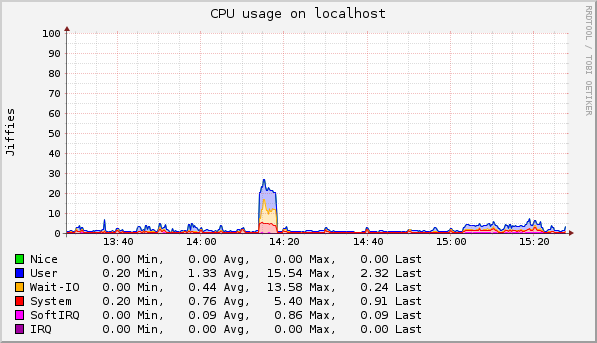 CPU usage on localhost
RRDTOOL / TOBI OETIKER
Jiffies
100
90
80
70
60
50
40
30
20
10
0
13:40 14:00 14:20 14:40 15:00 15:20
Nice 0.00 Min, 0.00 Avg, 0.00 Max, 0.00 Last
User 0.20 Min, 1.33 Avg, 15.54 Max, 2.32 Last
Wait-IO 0.00 Min, 0.44 Avg, 13.58 Max, 0.24 Last
System 0.20 Min, 0.76 Avg, 5.40 Max, 0.91 Last
SoftIRQ 0.00 Min, 0.09 Avg, 0.86 Max, 0.09 Last
IRQ 0.00 Min, 0.00 Avg, 0.00 Max, 0.00 Last